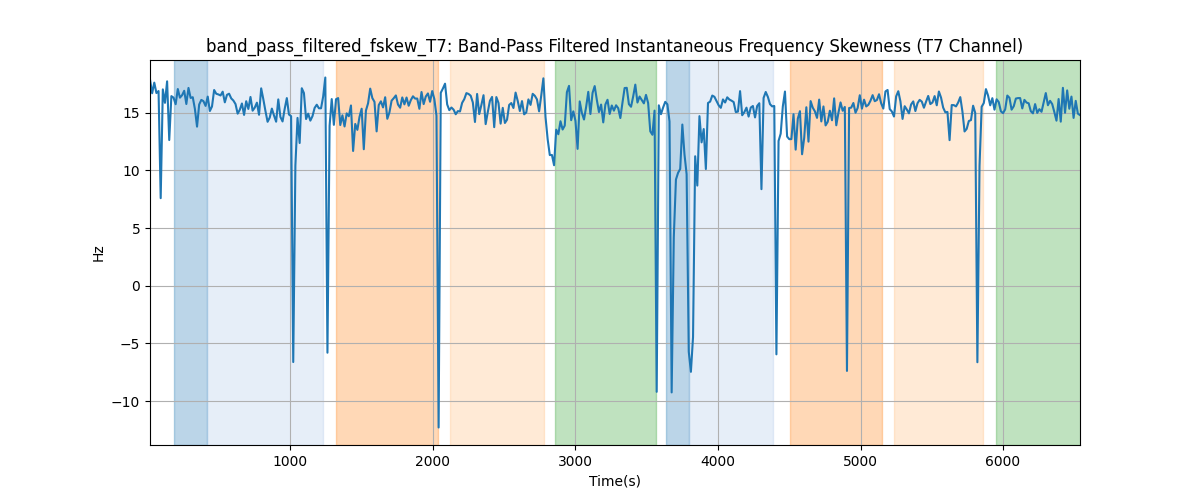 band_pass_filtered_fskew_T7: Band-Pass Filtered Instantaneous Frequency Skewness (T7 Channel)
15
10
5
0
−5
−10
Hz
1000 2000 3000 4000 5000 6000
Time(s)